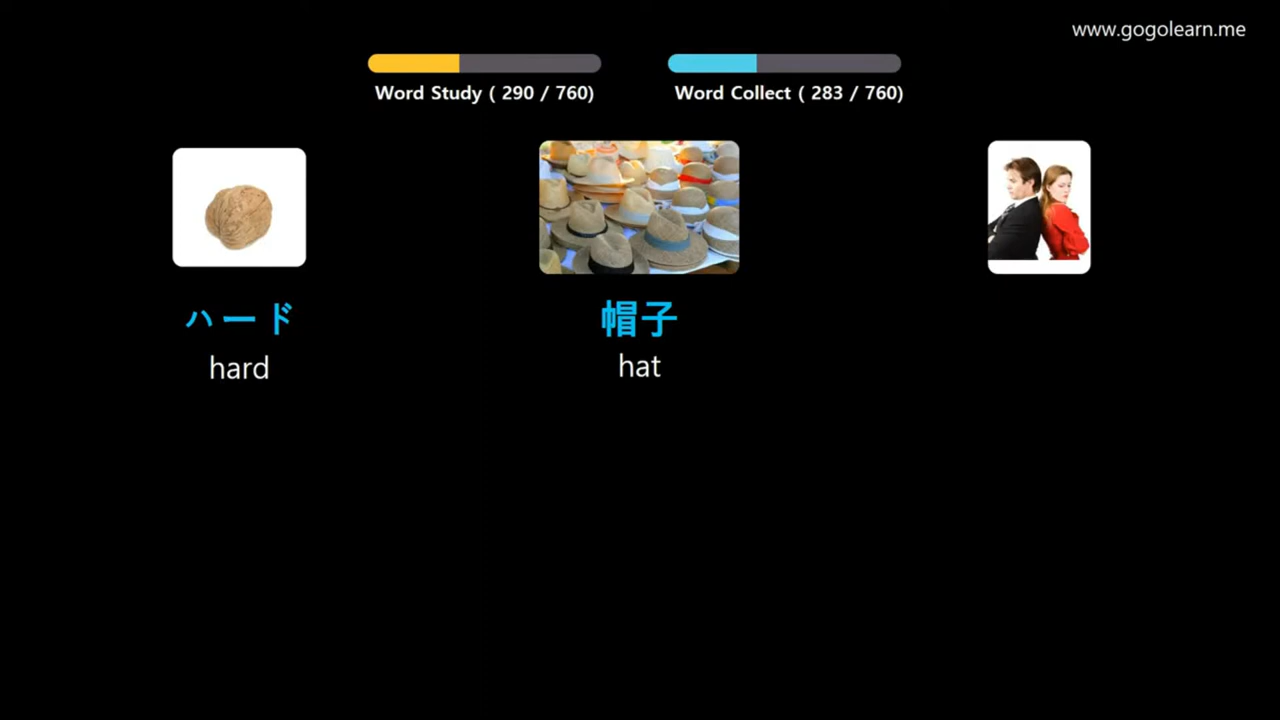 www.gogolearn.me
Word Study ( 290 / 760)
Word Collect ( 283 / 760)
ハード
hard
帽子
hat